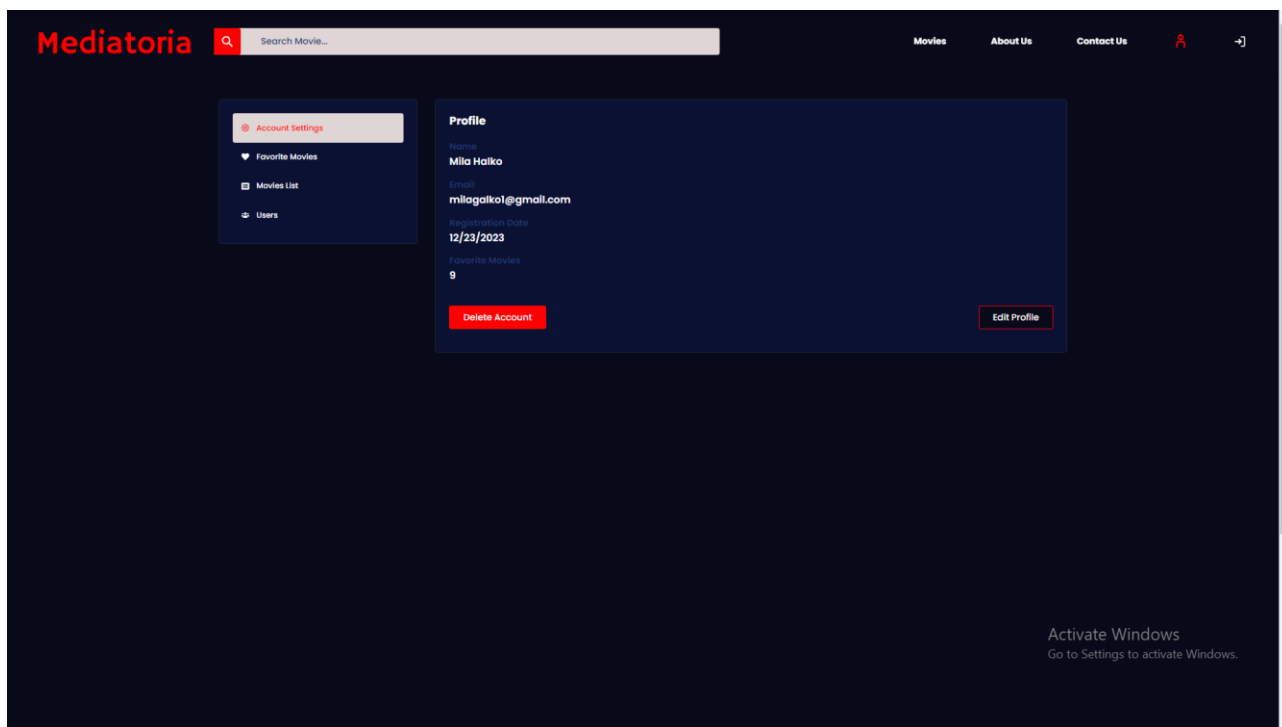 Mediatoria
Search Movie...
Movies
About Us
Contact Us
Account Settings
Favorite Movies
Movies List
Users
Profile
Name
Mila Halko
Email
milagalko1@gmail.com
Registration Date
12/23/2023
Favorite Movies
9
Delete Account
Edit Profile
Activate Windows
Go to Settings to activate Windows.